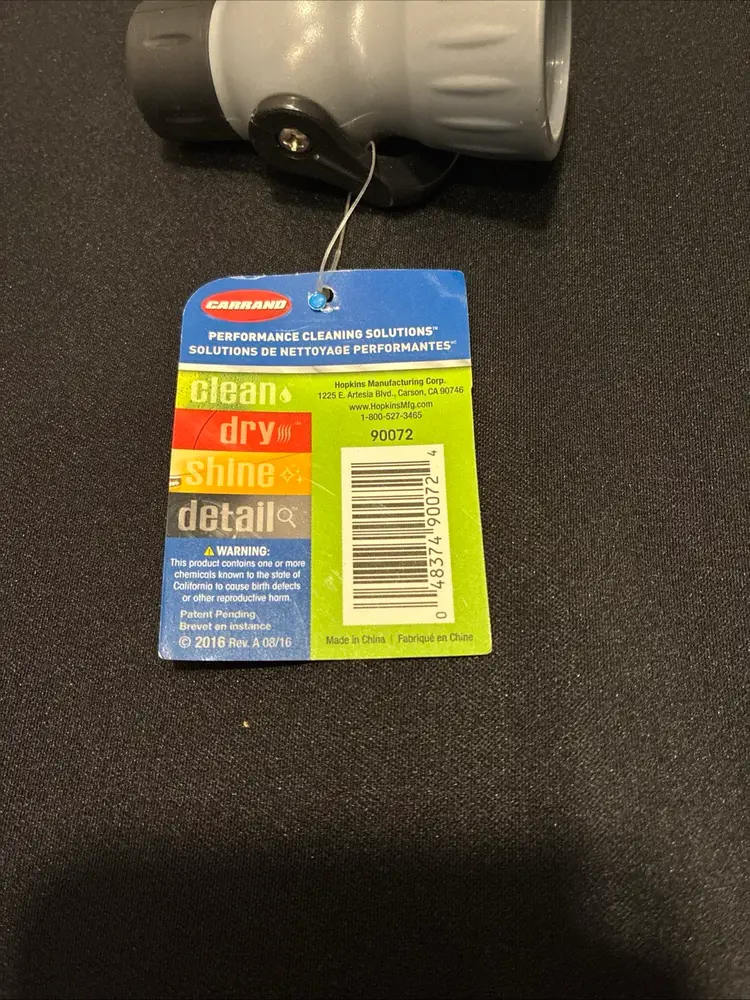 CARRAND
PERFORMANCE CLEANING SOLUTIONS™
SOLUTIONS DE NETTOYAGE PERFORMANTES
clean
dry
shine
detail
⚠ WARNING:
This product contains one or more
chemicals known to the state of
California to cause birth defects
or other reproductive harm.
Patent Pending
Brevet en instance
© 2016 Rev. A 08/16
Hopkins Manufacturing Corp.
1225 E. Artesia Blvd., Carson, CA 90746
www.HopkinsMfg.com
1-800-527-3465
90072
0 48374 90072 4
Made in China | Fabriqué en Chine